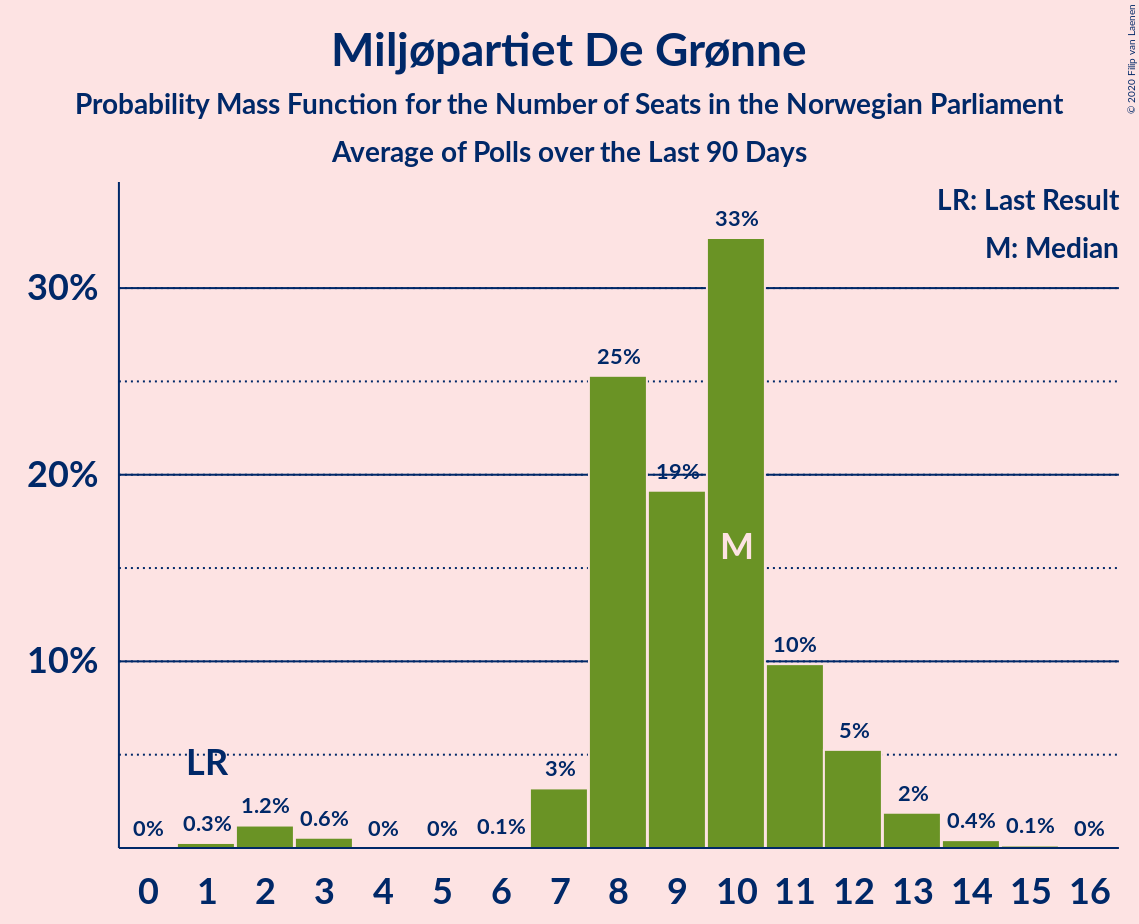 Miljøpartiet De Grønne
Probability Mass Function for the Number of Seats in the Norwegian Parliament
Average of Polls over the Last 90 Days
© 2020 Filip van Laenen
LR: Last Result
M: Median
33%
30%
25%
20%
19%
M
10%
10%
5%
LR
3%
2%
1.2%
0% 0.3% 0.6% 0% 0% 0.1% 0.4% 0.1% 0%
0 1 2 3 4 5 6 7 8 9 10 11 12 13 14 15 16